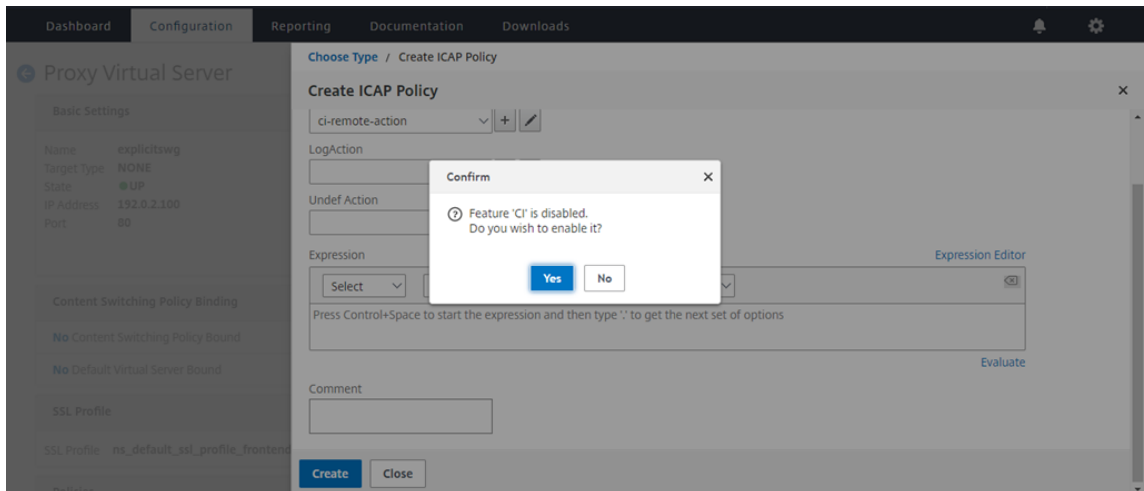 Dashboard
Configuration
Reporting
Documentation
Downloads
Proxy Virtual Server
Basic Settings
Name explicitswg
Target Type NONE
State UP
IP Address 192.0.2.100
Port 80
Content Switching Policy Binding
No Content Switching Policy Bound
No Default Virtual Server Bound
SSL Profile
SSL Profile ns_default_ssl_profile_frontend
Choose Type / Create ICAP Policy
Create ICAP Policy
ci-remote-action
LogAction
Undef Action
Expression
Expression Editor
Select
Press Control+Space to start the expression and then type '.' to get the next set of options
Evaluate
Comment
Create
Close
Confirm
Feature 'CI' is disabled.
Do you wish to enable it?
Yes
No